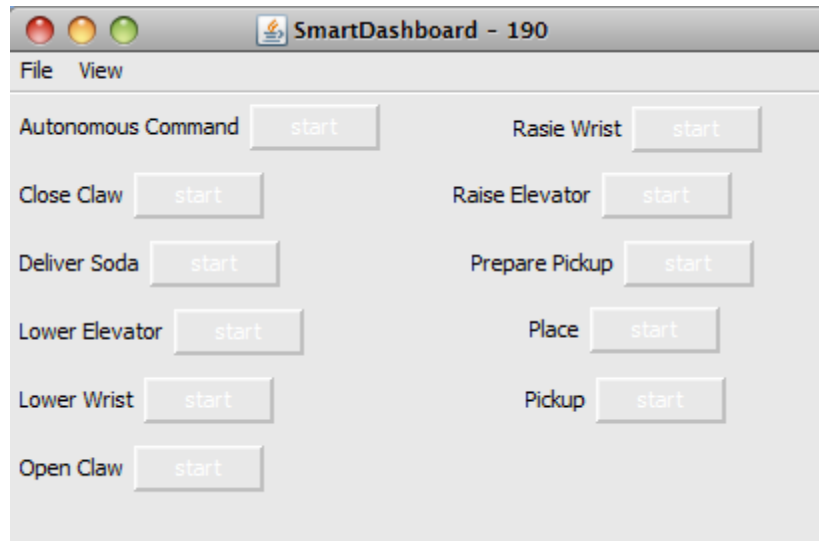 SmartDashboard - 190
File View
Autonomous Command start
Rasie Wrist start
Close Claw start
Raise Elevator start
Deliver Soda start
Prepare Pickup start
Lower Elevator start
Place start
Lower Wrist start
Pickup start
Open Claw start